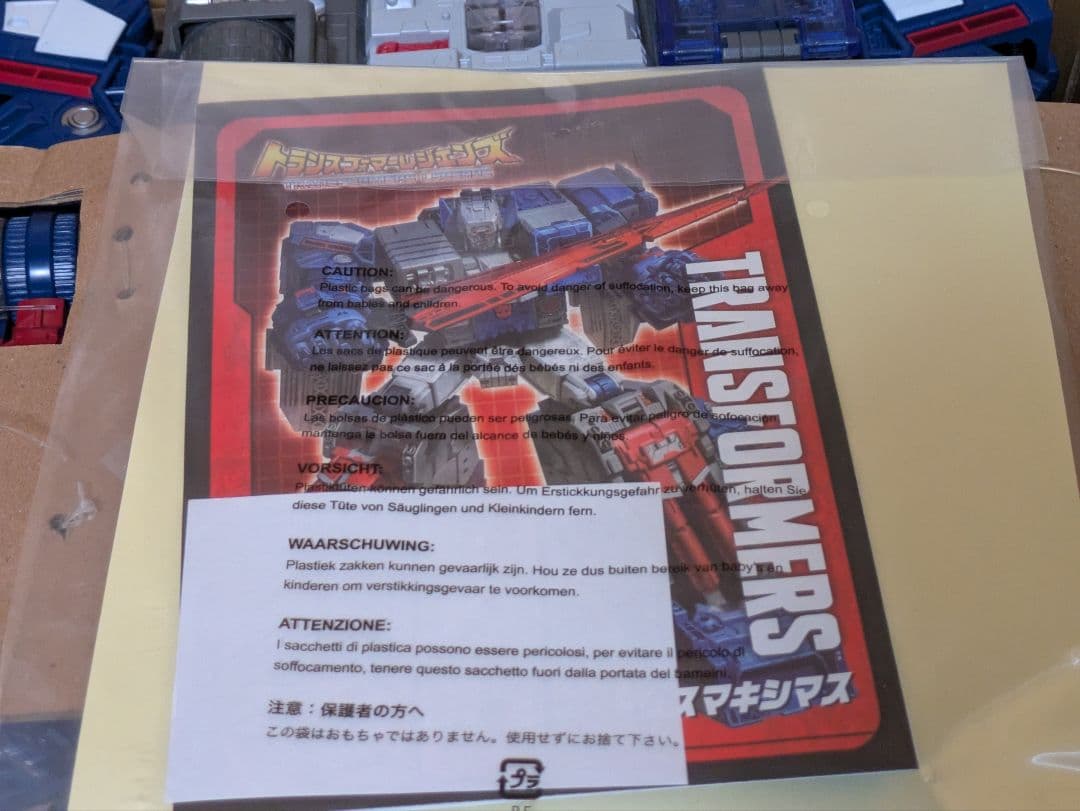 トランスフォーマーレジェンズ
TRANSFORMERS LEGENDS
TRANSFORMERS
CAUTION:
Plastic bags can be dangerous. To avoid danger of suffocation, keep this bag away
from babies and children.
ATTENTION:
Les sacs de plastique peuvent être dangereux. Pour éviter le danger de suffocation,
ne laissez pas ce sac à la portée des bébés ni des enfants.
PRECAUCION:
Las bolsas de plástico pueden ser peligrosas. Para evitar peligro de sofocación
mantenga la bolsa fuera del alcance de bebés y niños.
VORSICHT:
Plastiktüten können gefährlich sein. Um Erstickkungsgefahr zu verhüten, halten Sie
diese Tüte von Säuglingen und Kleinkindern fern.
WAARSCHUWING:
Plastiek zakken kunnen gevaarlijk zijn. Hou ze dus buiten bereik van baby's en
kinderen om verstikkingsgevaar te voorkomen.
ATTENZIONE:
I sacchetti di plastica possono essere pericolosi, per evitare il pericolo di
soffocamento, tenere questo sacchetto fuori dalla portata dei bamaini.
スマキシマス
注意：保護者の方へ
この袋はおもちゃではありません。使用せずにお捨て下さい。
プラ